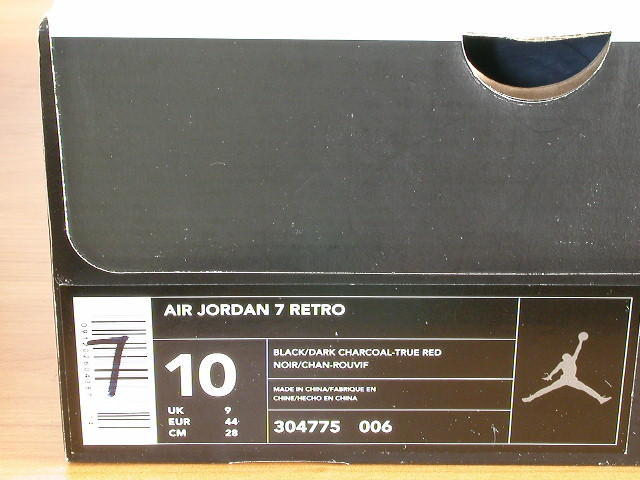 AIR JORDAN 7 RETRO
7
10
BLACK/DARK CHARCOAL-TRUE RED
NOIR/CHAN-ROUVIF
MADE IN CHINA/FABRIQUE EN
CHINE/HECHO EN CHINA
UK 9
EUR 44
CM 28
304775 006